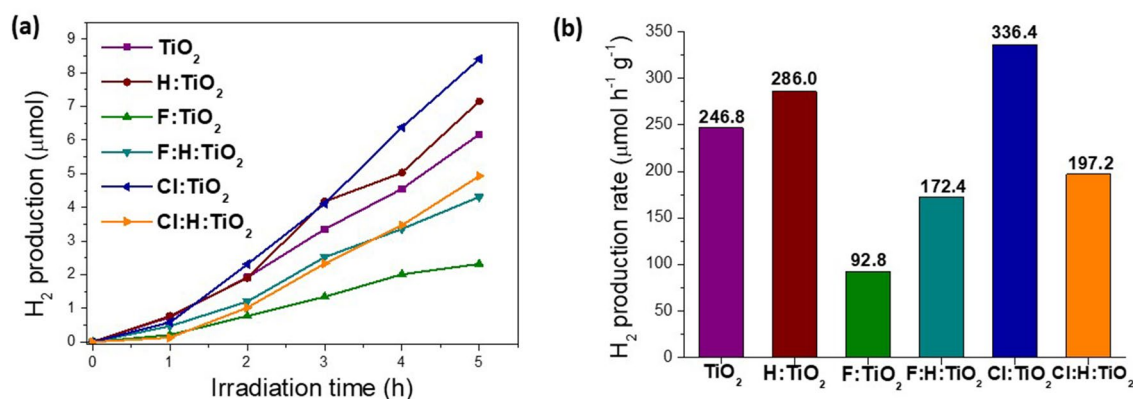 (a)
H₂ production (μmol)
9
8
7
6
5
4
3
2
1
0
TiO₂
H:TiO₂
F:TiO₂
F:H:TiO₂
Cl:TiO₂
Cl:H:TiO₂
0 1 2 3 4 5
Irradiation time (h)
(b)
H₂ production rate (μmol h⁻¹ g⁻¹)
350
300
250
200
150
100
50
0
246.8
286.0
92.8
172.4
336.4
197.2
TiO₂ H:TiO₂ F:TiO₂ F:H:TiO₂ Cl:TiO₂ Cl:H:TiO₂